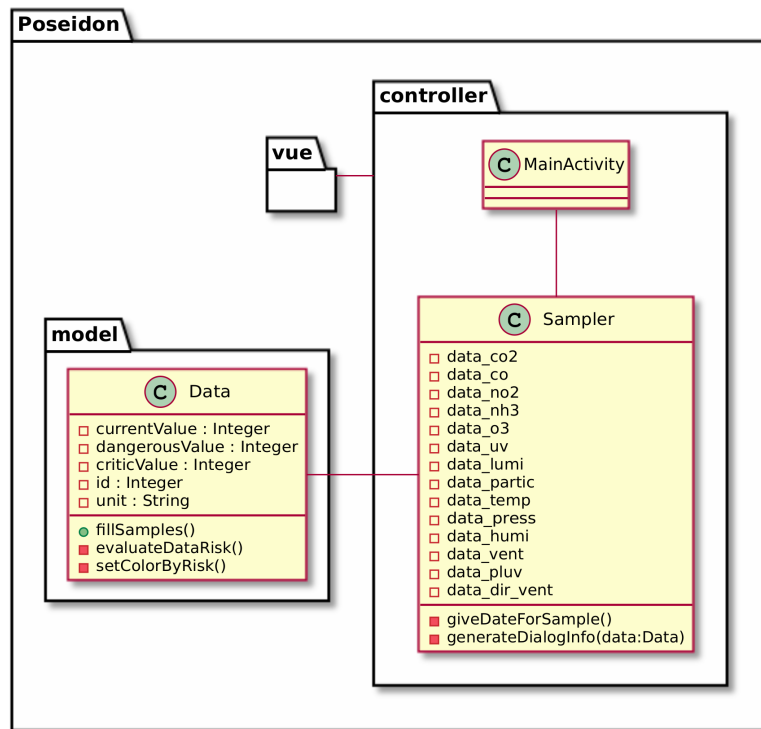 Poseidon
controller
C MainActivity
vue
C Sampler
data_co2
data_co
data_no2
data_nh3
data_o3
data_uv
data_lumi
data_partic
data_temp
data_press
data_humi
data_vent
data_pluv
data_dir_vent
giveDateForSample()
generateDialogInfo(data:Data)
model
C Data
currentValue : Integer
dangerousValue : Integer
criticValue : Integer
id : Integer
unit : String
fillSamples()
evaluateDataRisk()
setColorByRisk()